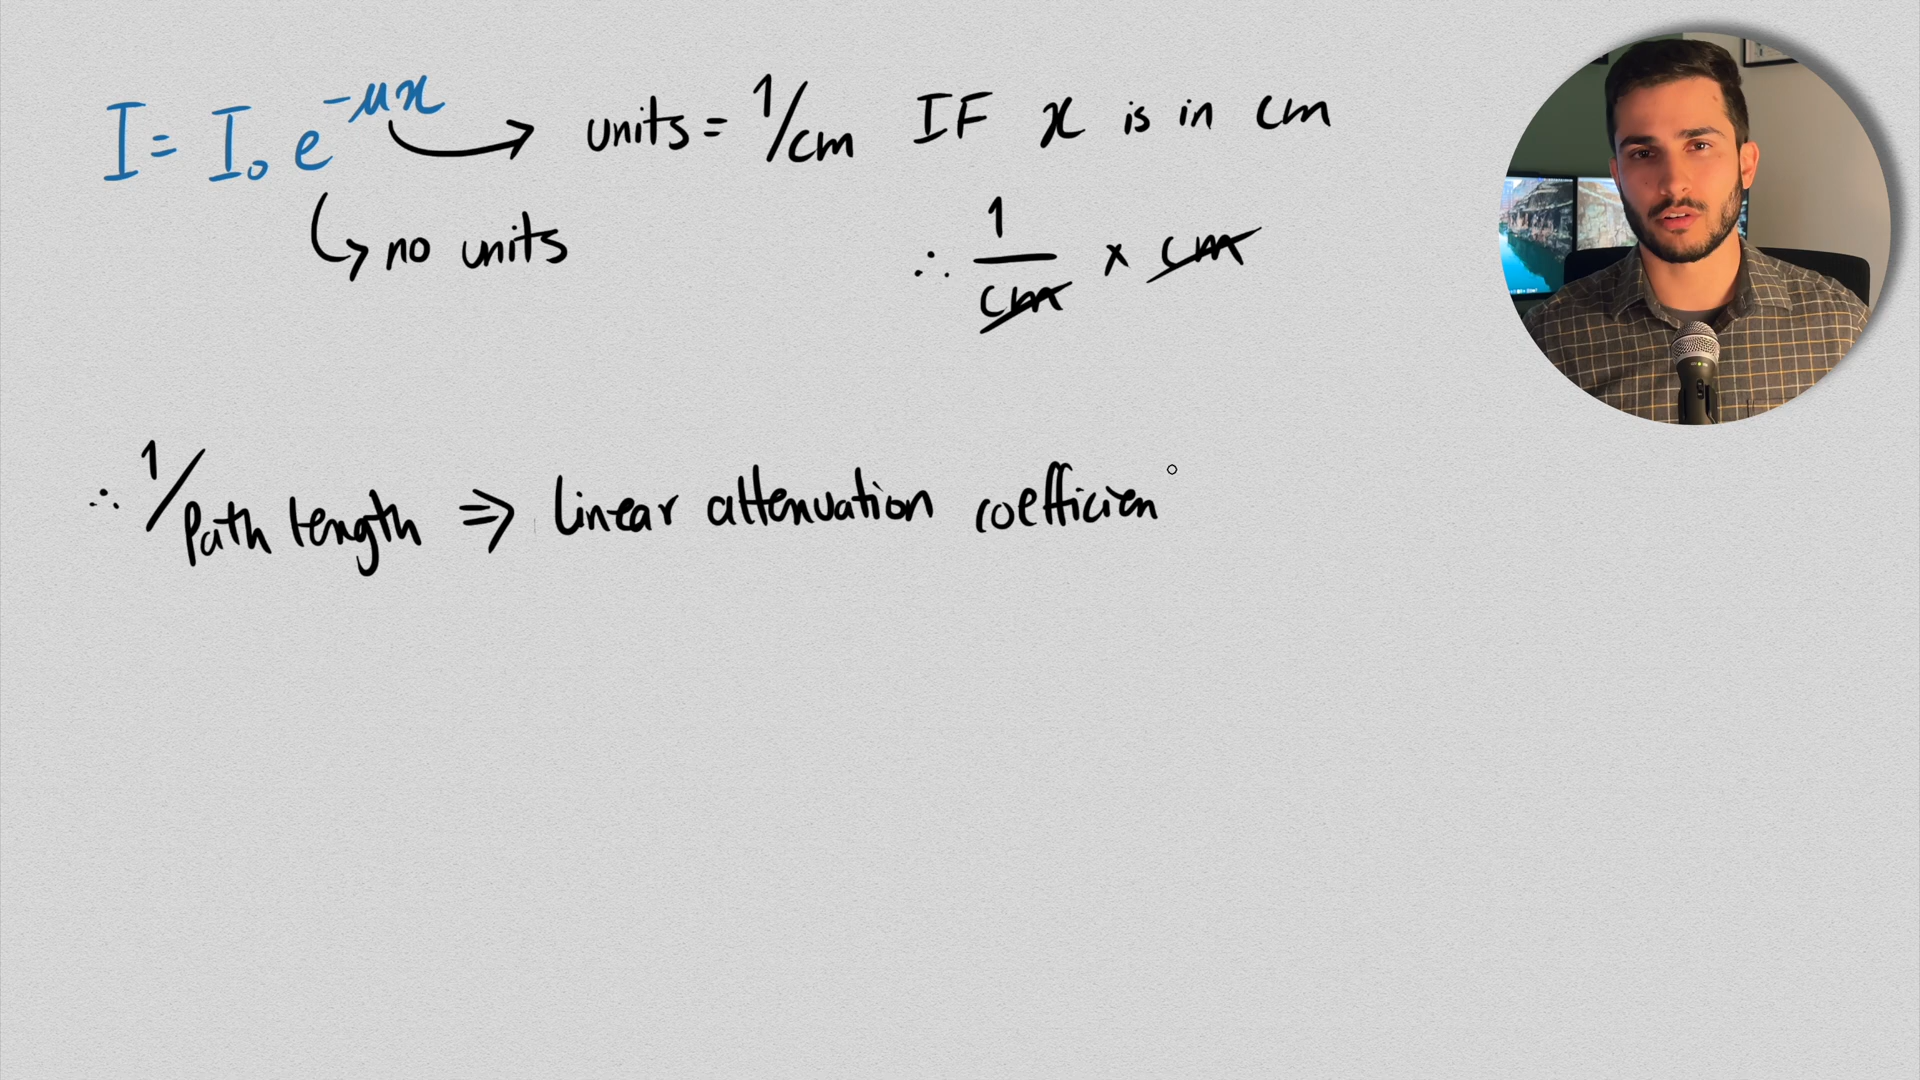 I = I₀ e^-μx → units = 1/cm IF x is in cm
↳ no units
∴ 1/cm x cm
∴ 1/Path length ⇒ linear attenuation coefficien